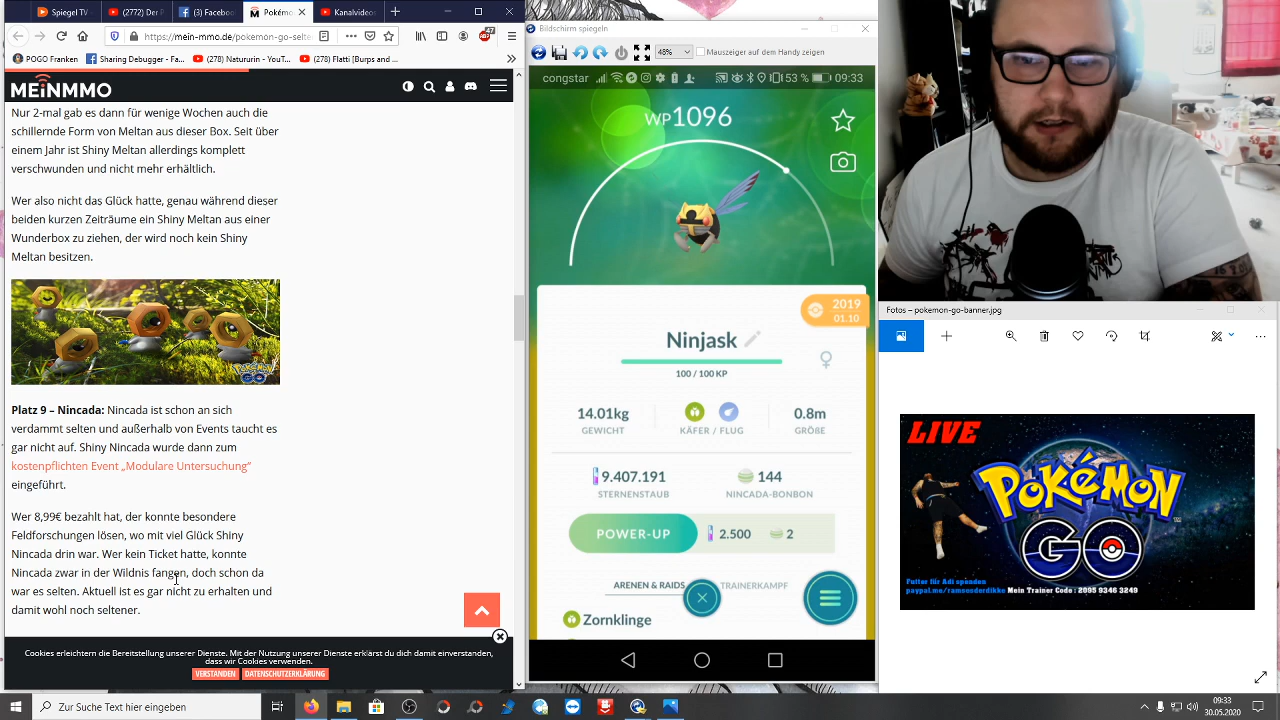 Spiegel TV
(2772) Der R
(3) Facebool
Pokémo
Kanalvideos
https://mein-mmo.de/pokemon-go-selte
47
POGO Franken
Sharing Debugger - Fa...
(278) Natururin - YouT...
(278) Flatti [Burps and ...
MEINMMO
Nur 2-mal gab es dann für wenige Wochen auch die
schillernde Form von Meltan aus dieser Box. Seit über
einem Jahr ist Shiny Meltan allerdings komplett
verschwunden und nicht mehr erhältlich.
Wer also nicht das Glück hatte, genau während dieser
beiden kurzen Zeiträume ein Shiny Meltan aus einer
Wunderbox zu ziehen, der wird noch kein Shiny
Meltan besitzen.
POKÉMON
GO
Platz 9 – Nincada: Nincada ist schon an sich
verdammt selten und außerhalb von Events taucht es
gar nicht auf. Shiny Nincada wurde dann zum
kostenpflichten Event „Modulare Untersuchung“
eingeführt.
Wer 8,99€ bezahlt hat, der konnte besondere
Feldforschungen lösen, wo mit viel Glück Shiny
Nincada drin war. Wer kein Ticket hatte, konnte
Nincada zwar in der Wildnis fangen, doch schon da
war es selten. Aktuell ist es gar nicht zu erhalten und
damit wohl noch seltener.
Cookies erleichtern die Bereitstellung unserer Dienste. Mit der Nutzung unserer Dienste erklärst du dich damit einverstanden,
dass wir Cookies verwenden.
VERSTANDEN
DATENSCHUTZERKLÄRUNG
Bildschirm spiegeln
48%
Mauszeiger auf dem Handy zeigen
congstar
53 %
09:33
WP1096
2019
01.10
Ninjask
100 / 100 KP
14.01kg
GEWICHT
KÄFER / FLUG
0.8m
GRÖßE
9.407.191
STERNENSTAUB
144
NINCADA-BONBON
POWER-UP
2.500
2
ARENEN & RAIDS
TRAINERKAMPF
Zornklinge
Fotos – pokemon-go-banner.jpg
LIVE
POKéMON
GO
Futter für Adi spenden
paypal.me/ramsesderdikke Mein Trainer Code : 2095 9346 3249
Zur Suche Text hier eingeben
09:33
30.05.2020